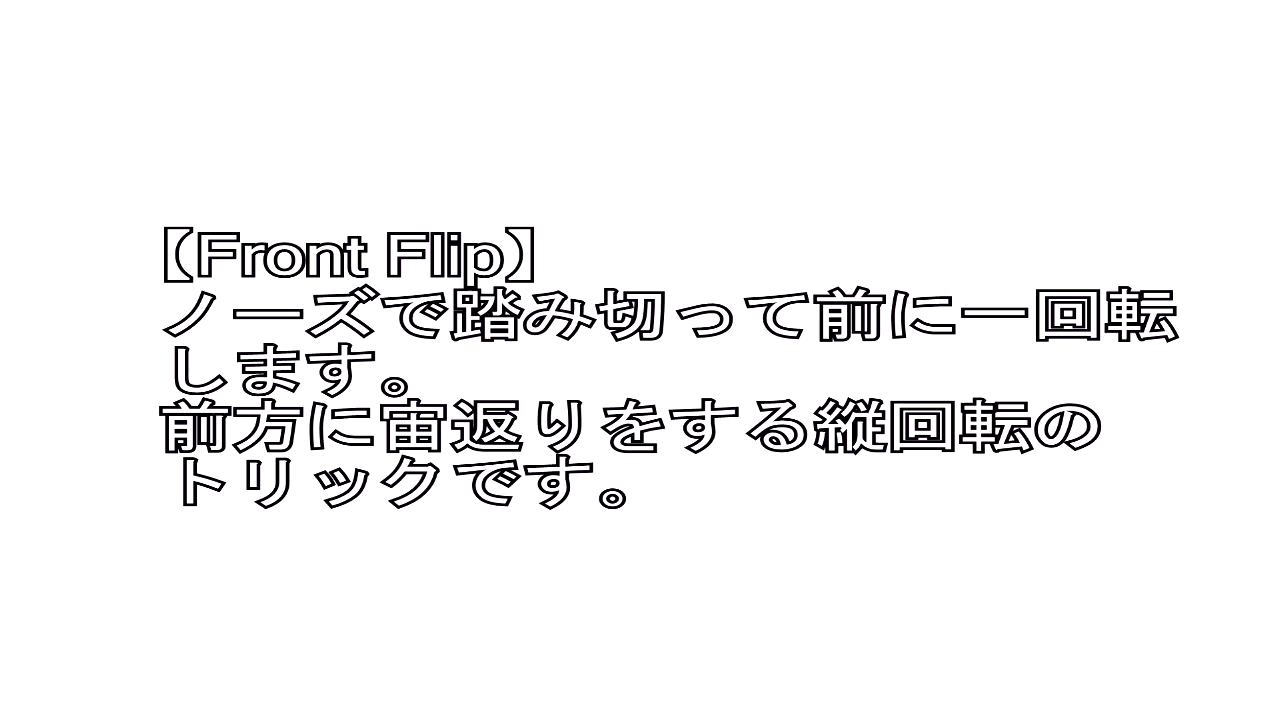 【Front Flip】
ノーズで踏み切って前に一回転
します。
前方に宙返りをする縦回転の
トリックです。